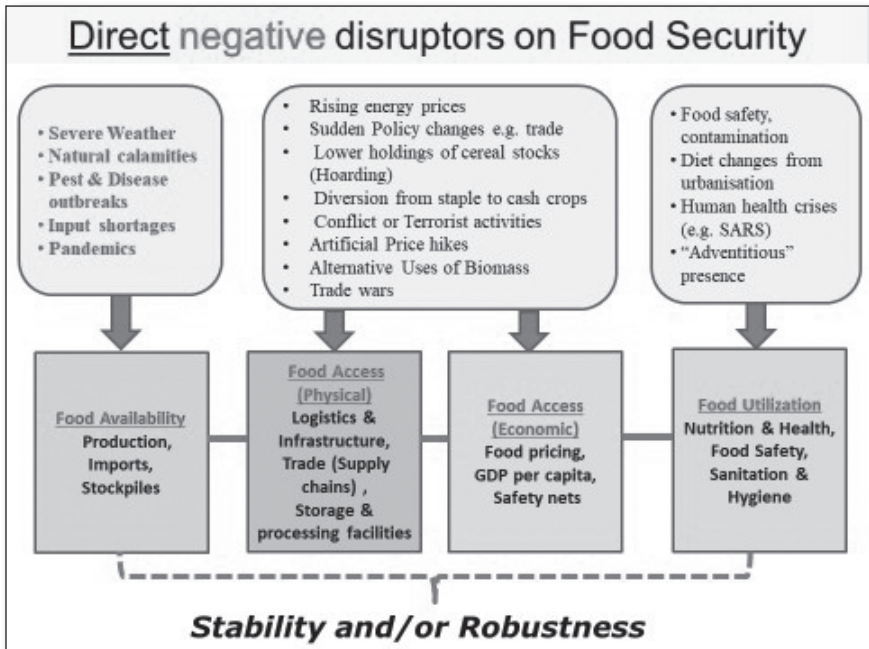 Direct negative disruptors on Food Security
• Severe Weather
• Natural calamities
• Pest & Disease
outbreaks
• Input shortages
• Pandemics
• Rising energy prices
• Sudden Policy changes e.g. trade
• Lower holdings of cereal stocks
(Hoarding)
• Diversion from staple to cash crops
• Conflict or Terrorist activities
• Artificial Price hikes
• Alternative Uses of Biomass
• Trade wars
• Food safety,
contamination
• Diet changes from
urbanisation
• Human health crises
(e.g. SARS)
• “Adventitious”
presence
Food Availability
Production,
Imports,
Stockpiles
Food Access
(Physical)
Logistics &
Infrastructure,
Trade (Supply
chains) ,
Storage &
processing facilities
Food Access
(Economic)
Food pricing,
GDP per capita,
Safety nets
Food Utilization
Nutrition & Health,
Food Safety,
Sanitation &
Hygiene
Stability and/or Robustness